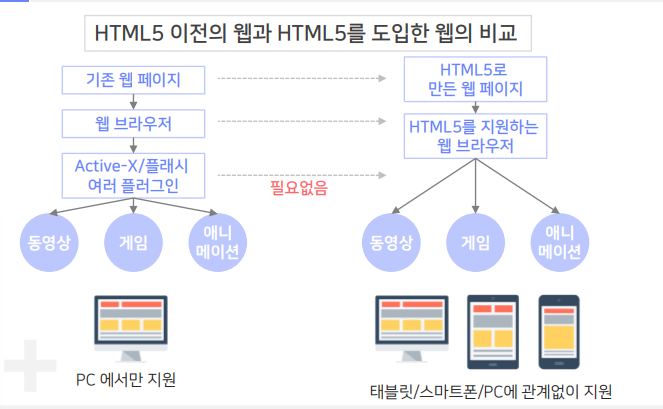 HTML5 이전의 웹과 HTML5를 도입한 웹의 비교
기존 웹 페이지
웹 브라우저
Active-X/플래시
여러 플러그인
동영상
게임
애니
메이션
PC 에서만 지원
필요없음
HTML5로
만든 웹 페이지
HTML5를 지원하는
웹 브라우저
동영상
게임
애니
메이션
태블릿/스마트폰/PC에 관계없이 지원